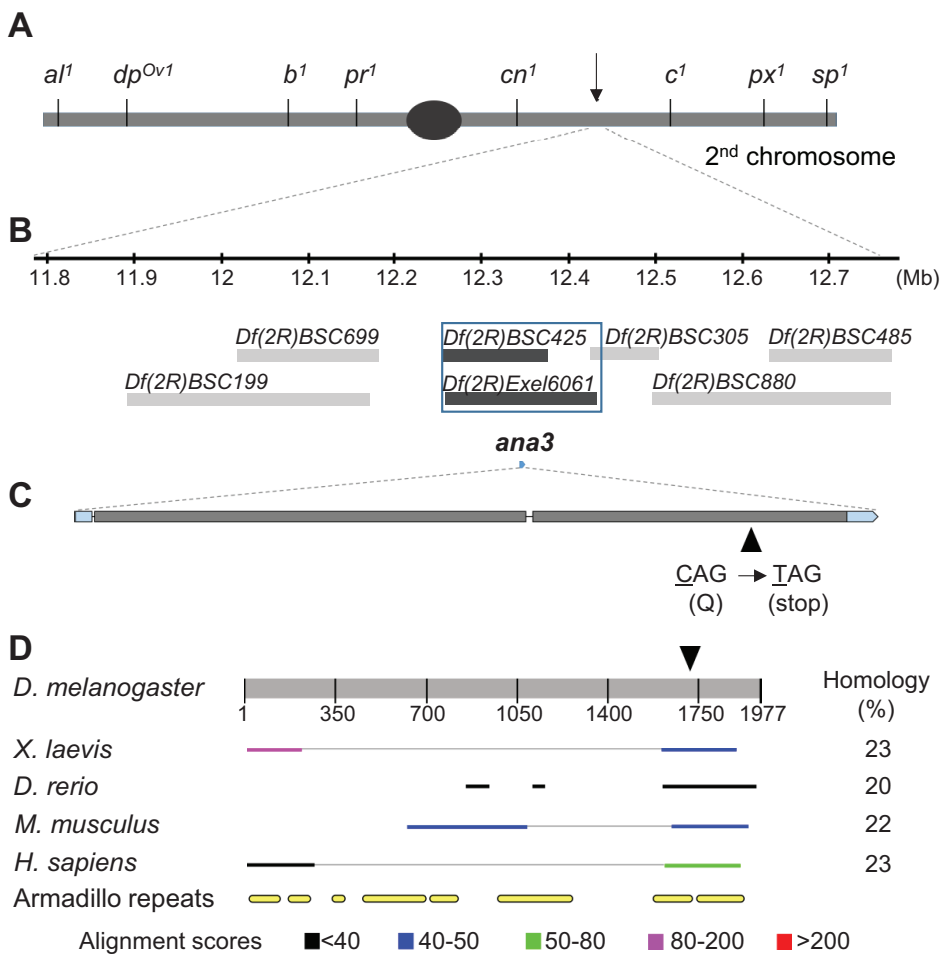 A
al¹ dp^Ov1 b¹ pr¹ cn¹ c¹ px¹ sp¹
2nd chromosome
B
11.8 11.9 12 12.2 12.2 12.3 12.4 12.5 12.6 12.7 (Mb)
Df(2R)BSC699 Df(2R)BSC425 Df(2R)BSC305 Df(2R)BSC485
Df(2R)BSC199 Df(2R)Exel6061 Df(2R)BSC880
ana3
C
CAG → TAG
(Q) (stop)
D
D. melanogaster Homology
1 350 700 1050 1400 1750 1977 (%)
X. laevis 23
D. rerio 20
M. musculus 22
H. sapiens 23
Armadillo repeats
Alignment scores <40 40-50 50-80 80-200 >200